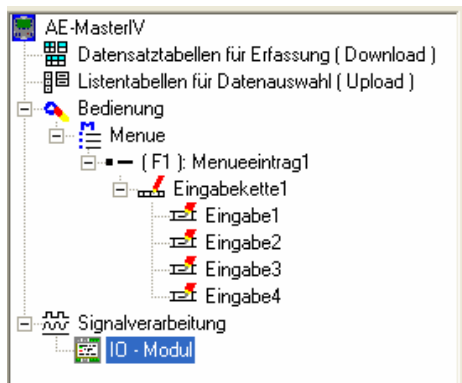 AE-MasterIV
Datensatztabellen für Erfassung ( Download )
Listentabellen für Datenauswahl ( Upload )
Bedienung
Menue
( F1 ): Menueeintrag1
Eingabekette1
Eingabe1
Eingabe2
Eingabe3
Eingabe4
Signalverarbeitung
IO - Modul